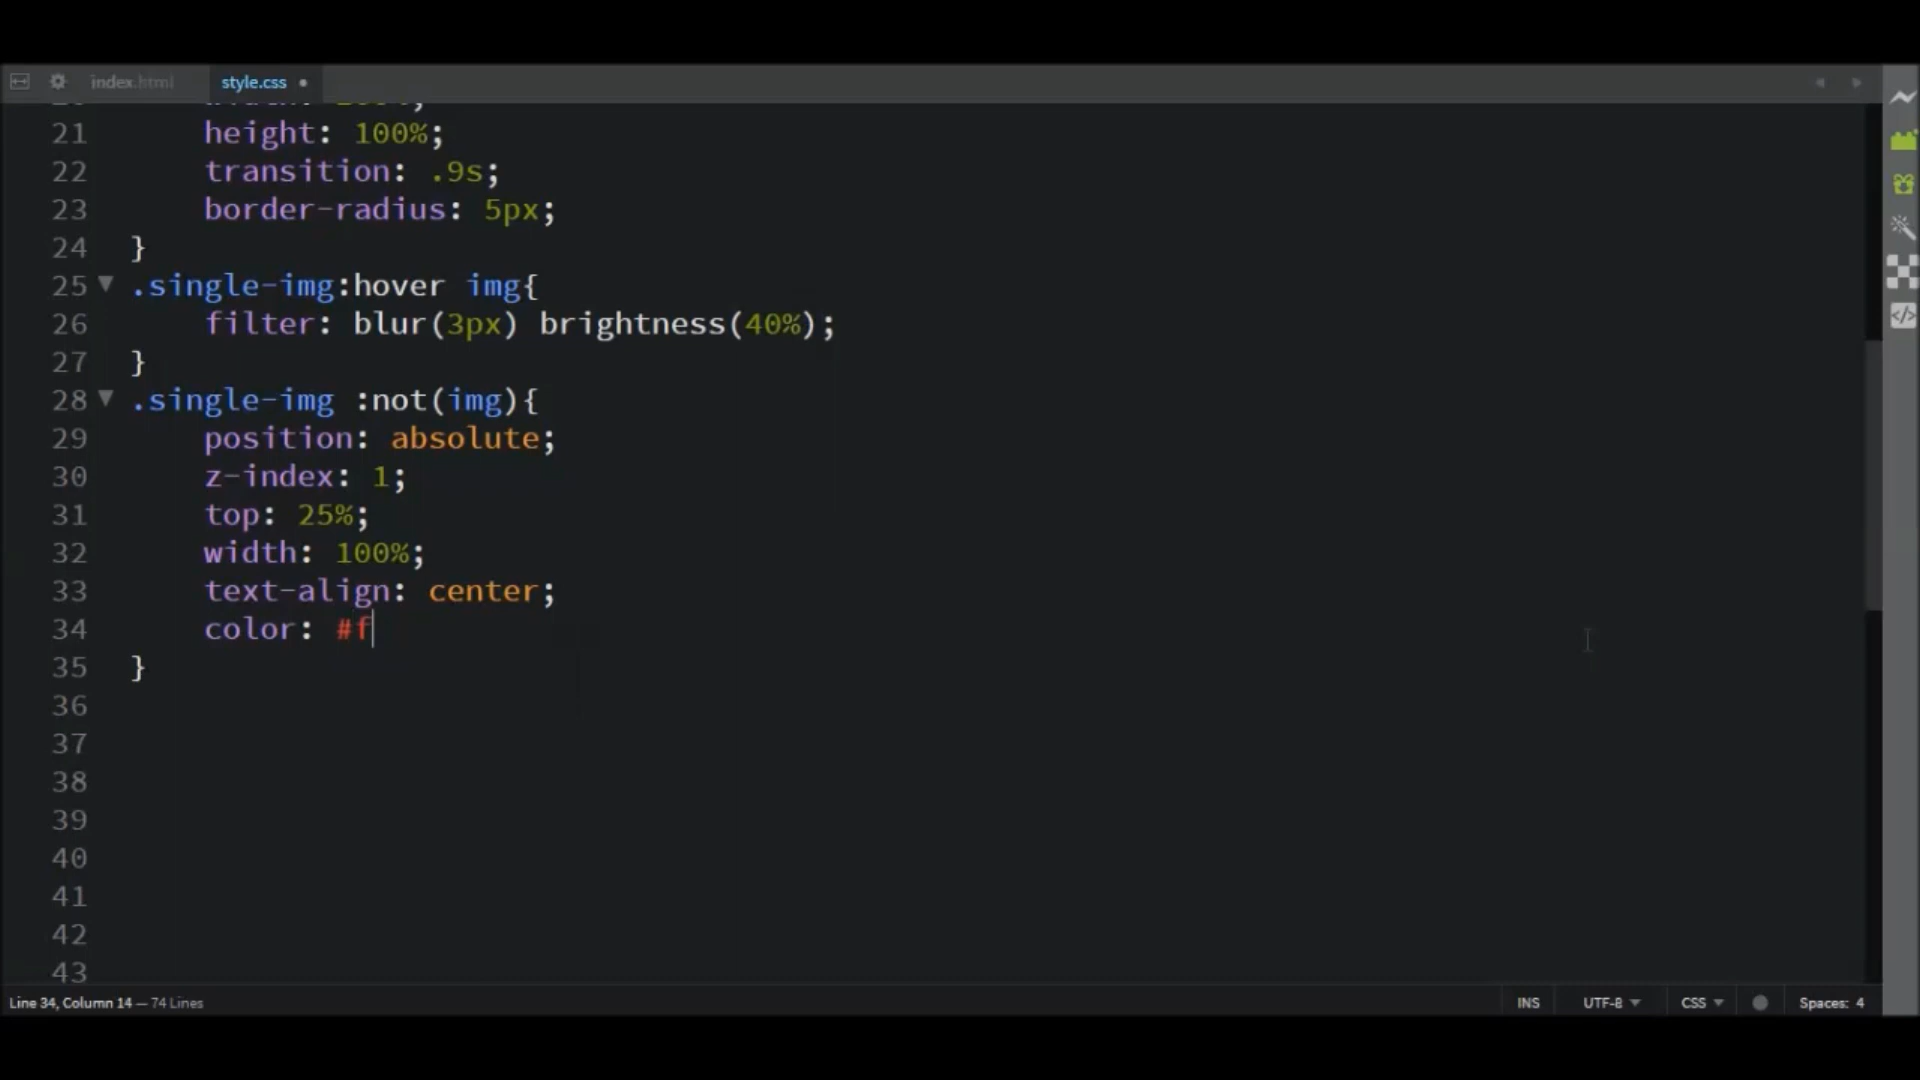 index.html style.css
21 height: 100%;
22 transition: .9s;
23 border-radius: 5px;
24 }
25 .single-img:hover img{
26 filter: blur(3px) brightness(40%);
27 }
28 .single-img :not(img){
29 position: absolute;
30 z-index: 1;
31 top: 25%;
32 width: 100%;
33 text-align: center;
34 color: #f
35 }
36
37
38
39
40
41
42
43
Line 34, Column 14 — 74 Lines INS UTF-8 CSS Spaces: 4